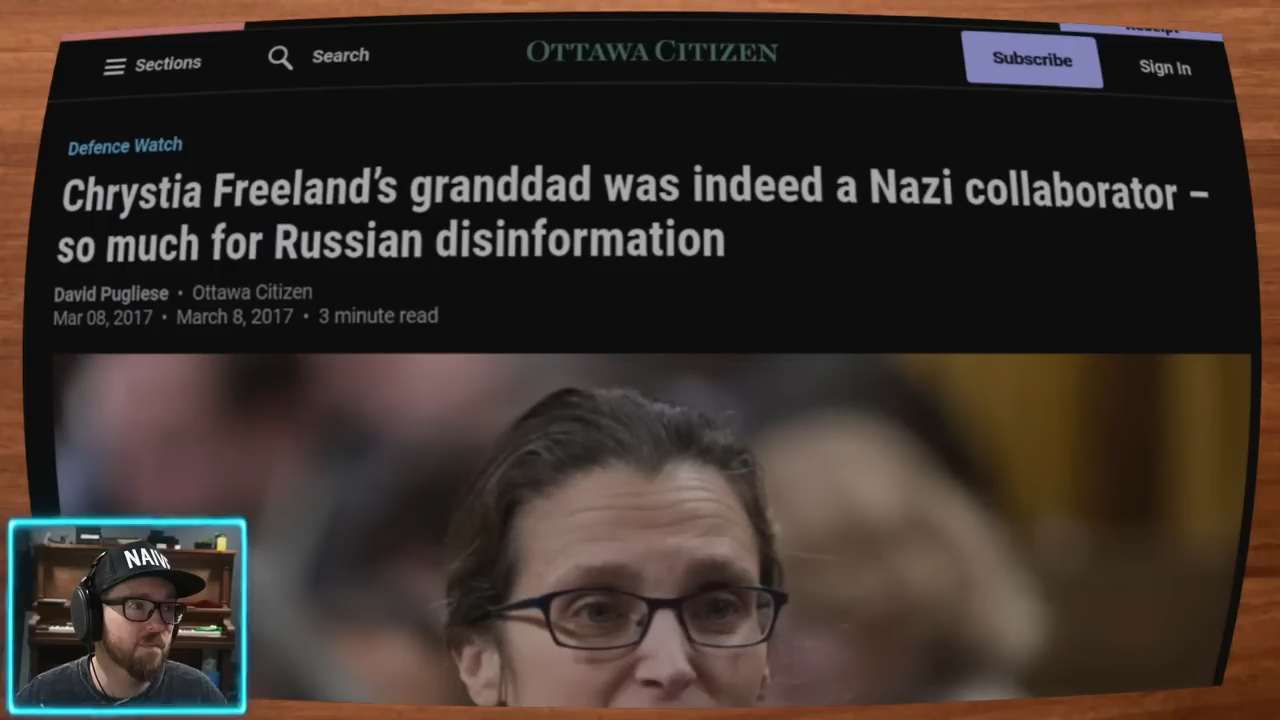 Sections
Search
OTTAWA CITIZEN
Receipt
Subscribe
Sign In
Defence Watch
Chrystia Freeland's granddad was indeed a Nazi collaborator –
so much for Russian disinformation
David Pugliese • Ottawa Citizen
Mar 08, 2017 • March 8, 2017 • 3 minute read